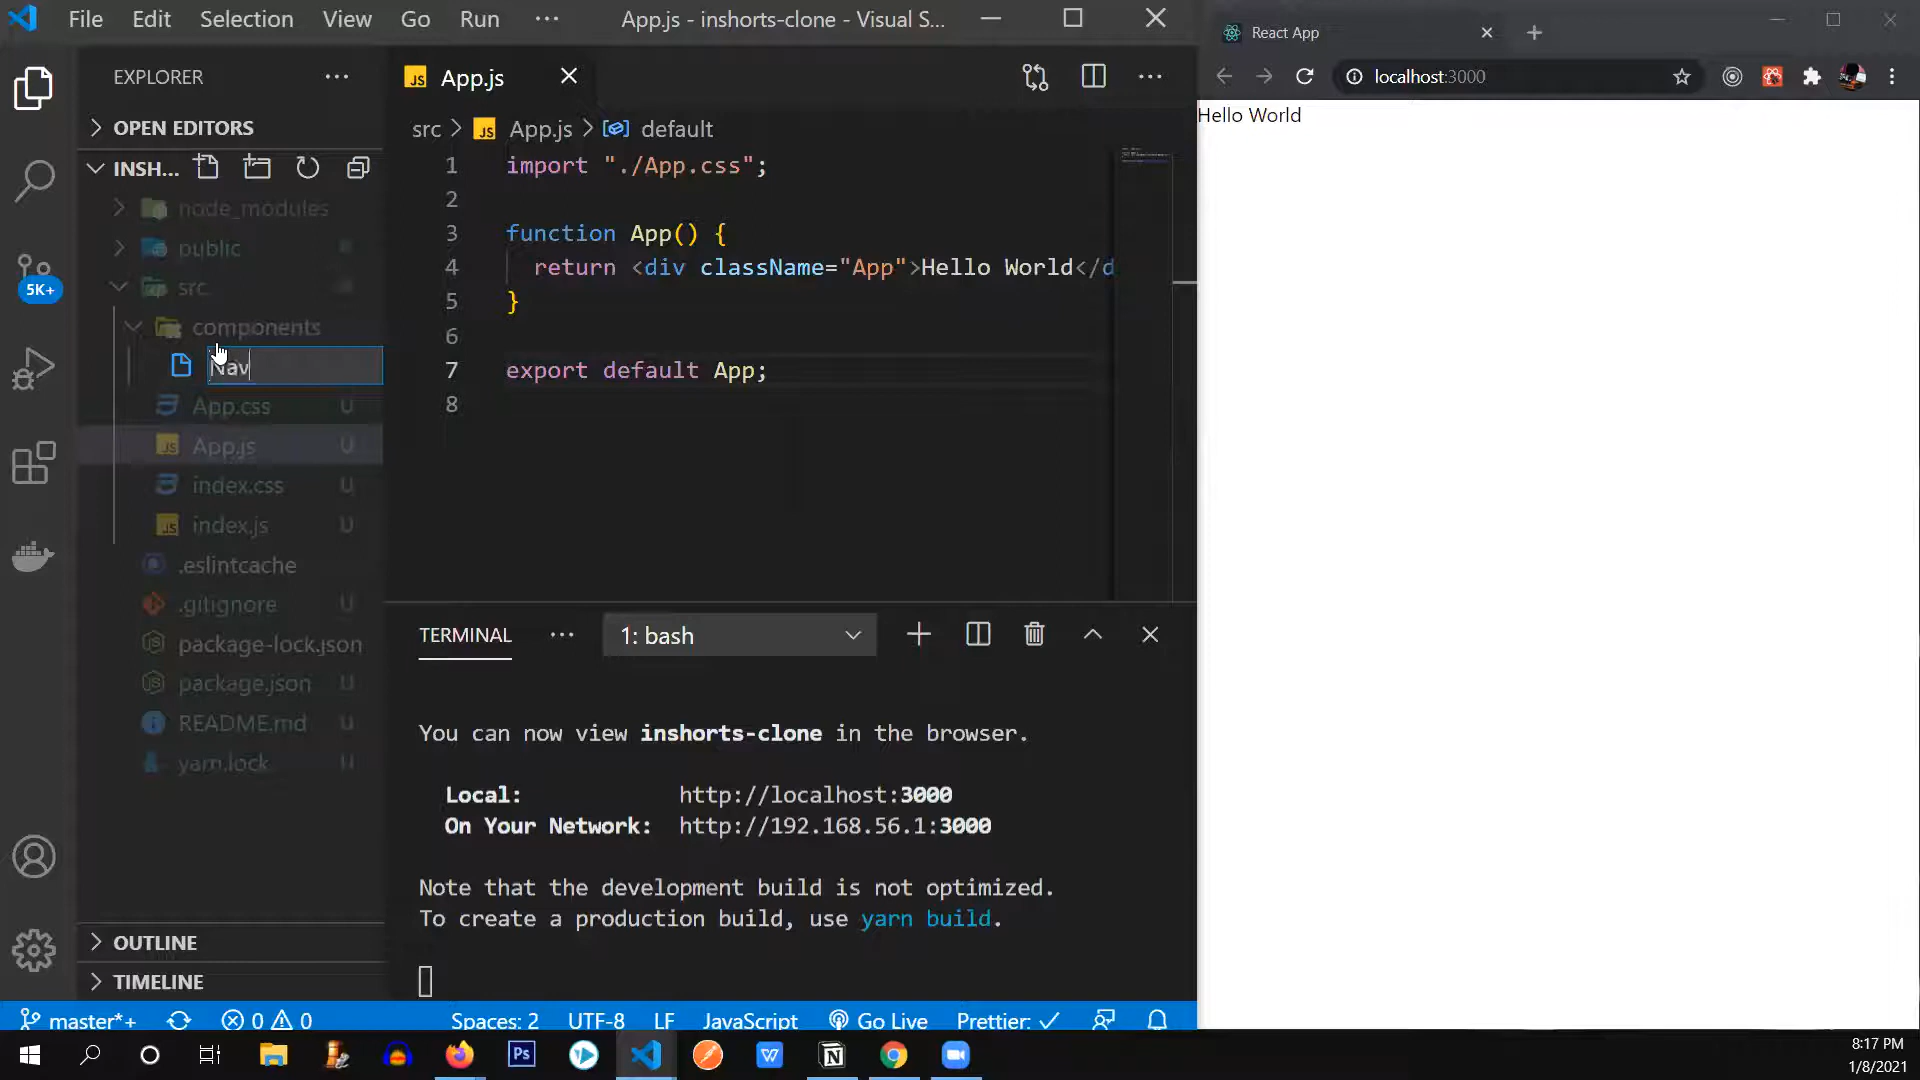 File Edit Selection View Go Run ··· App.js - inshorts-clone - Visual S...
React App
localhost:3000
EXPLORER
App.js
OPEN EDITORS
INSH...
node_modules
public
src
components
Nav
App.css U
App.js U
index.css U
index.js U
.eslintcache
.gitignore U
package-lock.json
package.json U
README.md U
yarn.lock U
OUTLINE
TIMELINE
5K+
src > App.js > default
1 import "./App.css";
2
3 function App() {
4 return <div className="App">Hello World</d
5 }
6
7 export default App;
8
TERMINAL ··· 1: bash
You can now view inshorts-clone in the browser.
Local: http://localhost:3000
On Your Network: http://192.168.56.1:3000
Note that the development build is not optimized.
To create a production build, use yarn build.
master*+ 0 0 Spaces: 2 UTF-8 LF JavaScript Go Live Prettier: ✓
Hello World
Ps
W
N
8:17 PM
1/8/2021